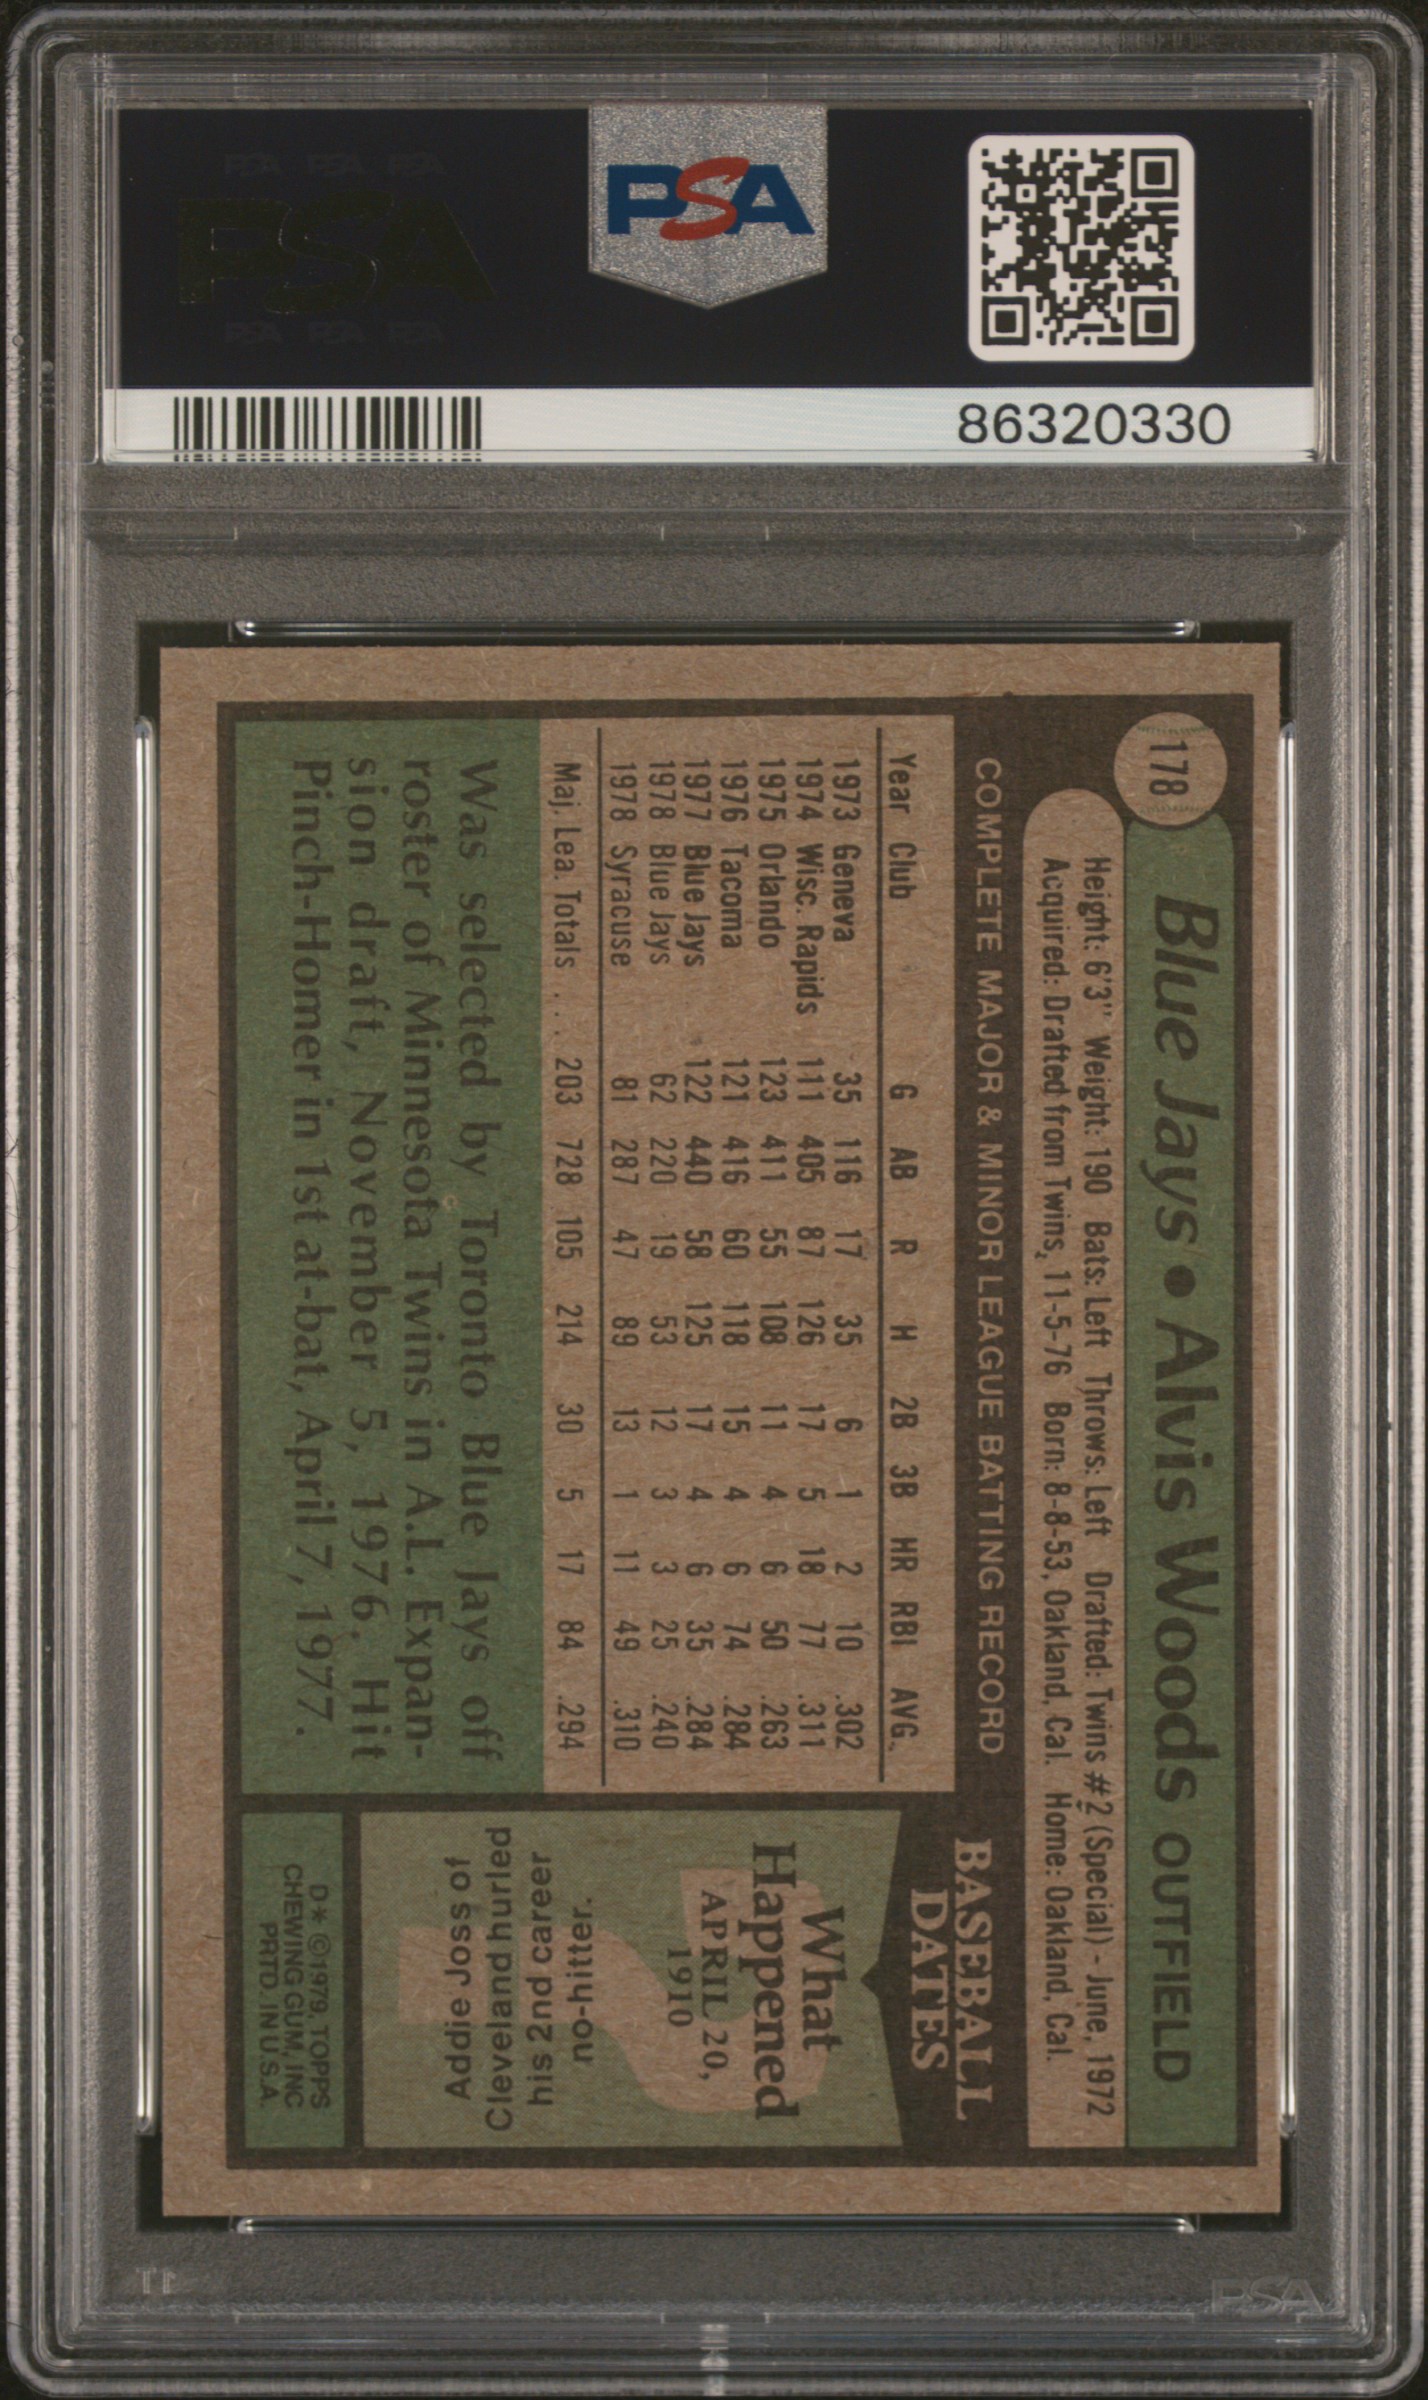 PSA PSA PSA
PSA
PSA PSA PSA
PSA
86320330
178
Blue Jays • Alvis Woods OUTFIELD
Height: 6'3" Weight: 190 Bats: Left Throws: Left Drafted: Twins #2 (Special) - June, 1972
Acquired: Drafted from Twins, 11-5-76 Born: 8-8-53, Oakland, Cal. Home: Oakland, Cal.
COMPLETE MAJOR & MINOR LEAGUE BATTING RECORD
Year Club G AB R H 2B 3B HR RBI AVG.
1973 Geneva 35 116 17 35 6 1 2 10 .302
1974 Wisc. Rapids 111 405 87 126 17 5 18 77 .311
1975 Orlando 123 411 55 108 11 4 6 50 .263
1976 Tacoma 121 416 60 118 15 4 6 74 .284
1977 Blue Jays 122 440 58 125 17 4 6 35 .284
1978 Blue Jays 62 220 19 53 12 3 3 25 .240
1978 Syracuse 81 287 47 89 13 1 11 49 .310
Maj. Lea. Totals . . . 203 728 105 214 30 5 17 84 .294
Was selected by Toronto Blue Jays off
roster of Minnesota Twins in A.L. Expan-
sion draft, November 5, 1976. Hit
Pinch-Homer in 1st at-bat, April 7, 1977.
BASEBALL
DATES
What
Happened
APRIL 20,
1910
no-hitter.
his 2nd career
Cleveland hurled
Addie Joss of
D* ©1979, TOPPS
CHEWING GUM, INC
PRTD. IN U.S.A.
PSA